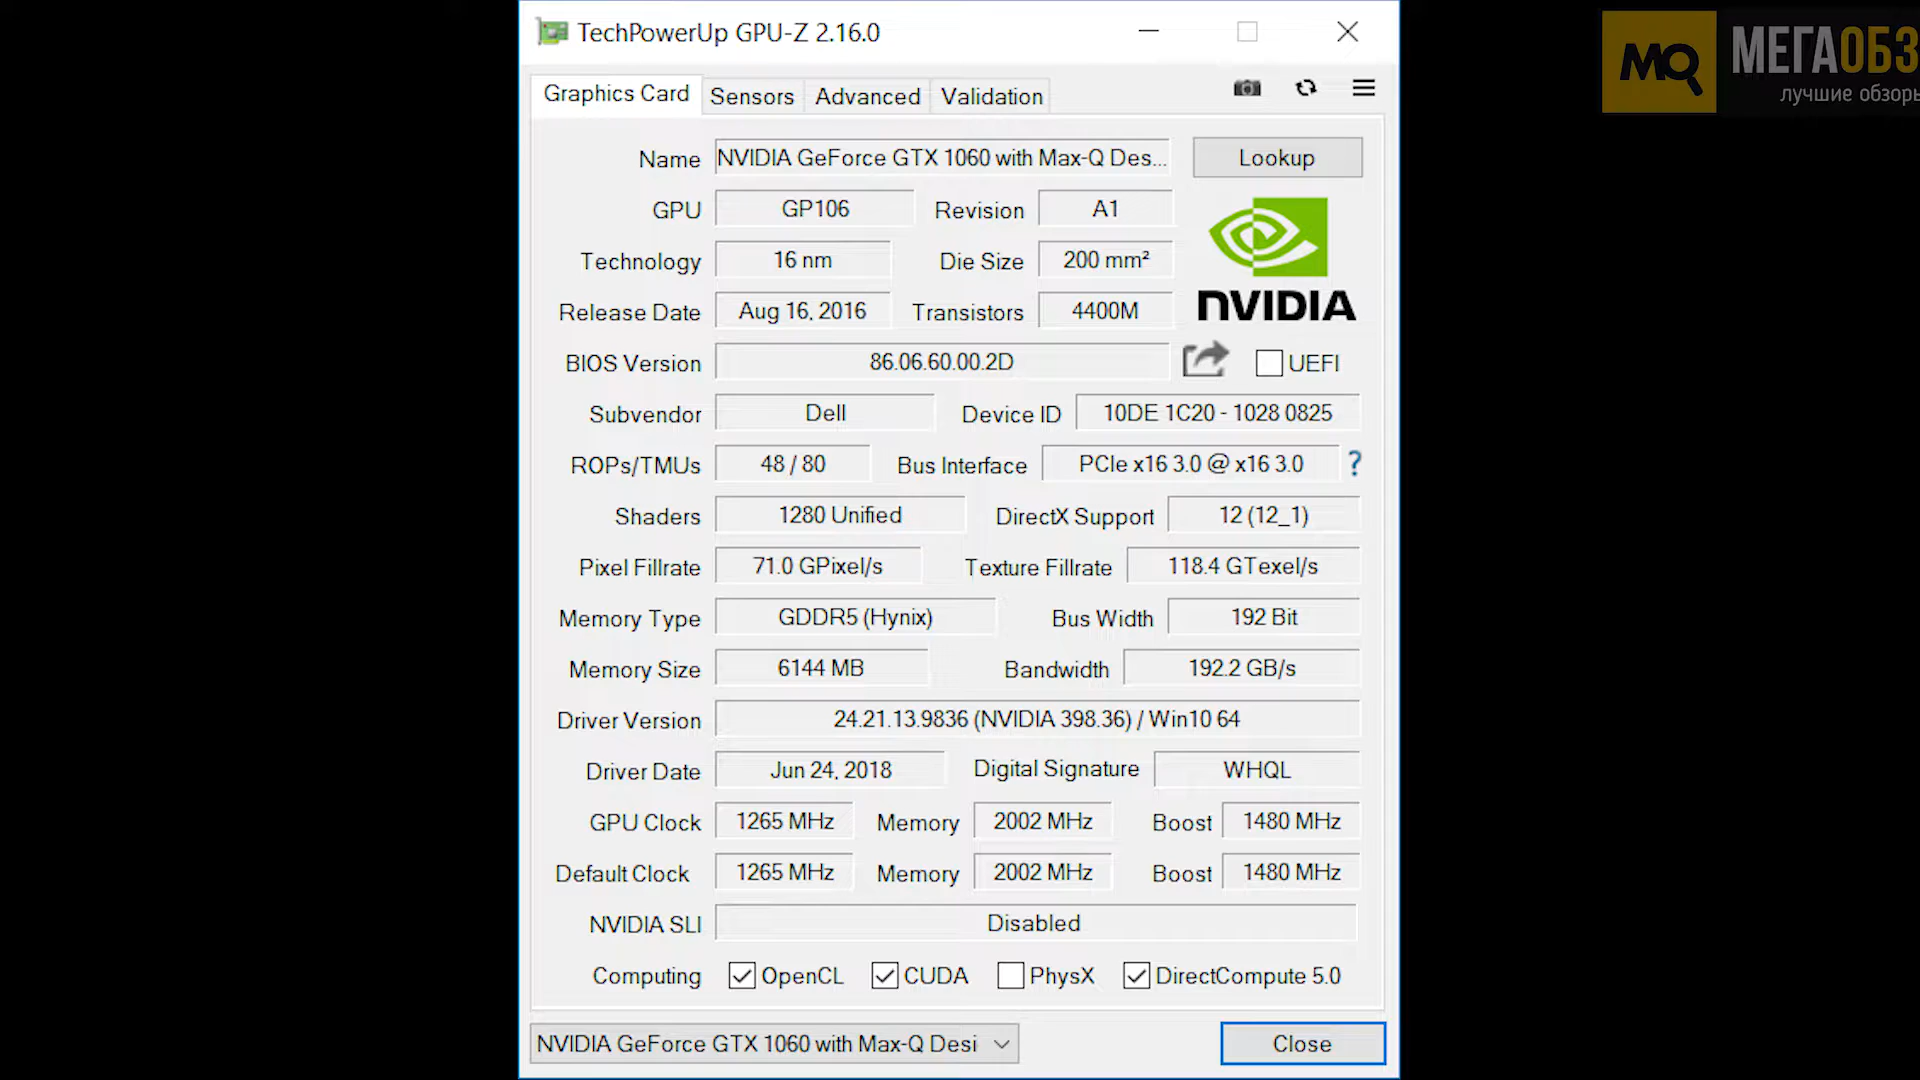 TechPowerUp GPU-Z 2.16.0
MQ МЕГАОБЗ
лучшие обзоры
Graphics Card Sensors Advanced Validation
Name NVIDIA GeForce GTX 1060 with Max-Q Des... Lookup
GPU GP106 Revision A1
Technology 16 nm Die Size 200 mm²
Release Date Aug 16, 2016 Transistors 4400M
NVIDIA
BIOS Version 86.06.60.00.2D UEFI
Subvendor Dell Device ID 10DE 1C20 - 1028 0825
ROPs/TMUs 48 / 80 Bus Interface PCIe x16 3.0 @ x16 3.0 ?
Shaders 1280 Unified DirectX Support 12 (12_1)
Pixel Fillrate 71.0 GPixel/s Texture Fillrate 118.4 GTexel/s
Memory Type GDDR5 (Hynix) Bus Width 192 Bit
Memory Size 6144 MB Bandwidth 192.2 GB/s
Driver Version 24.21.13.9836 (NVIDIA 398.36) / Win10 64
Driver Date Jun 24, 2018 Digital Signature WHQL
GPU Clock 1265 MHz Memory 2002 MHz Boost 1480 MHz
Default Clock 1265 MHz Memory 2002 MHz Boost 1480 MHz
NVIDIA SLI Disabled
Computing OpenCL CUDA PhysX DirectCompute 5.0
NVIDIA GeForce GTX 1060 with Max-Q Desi Close